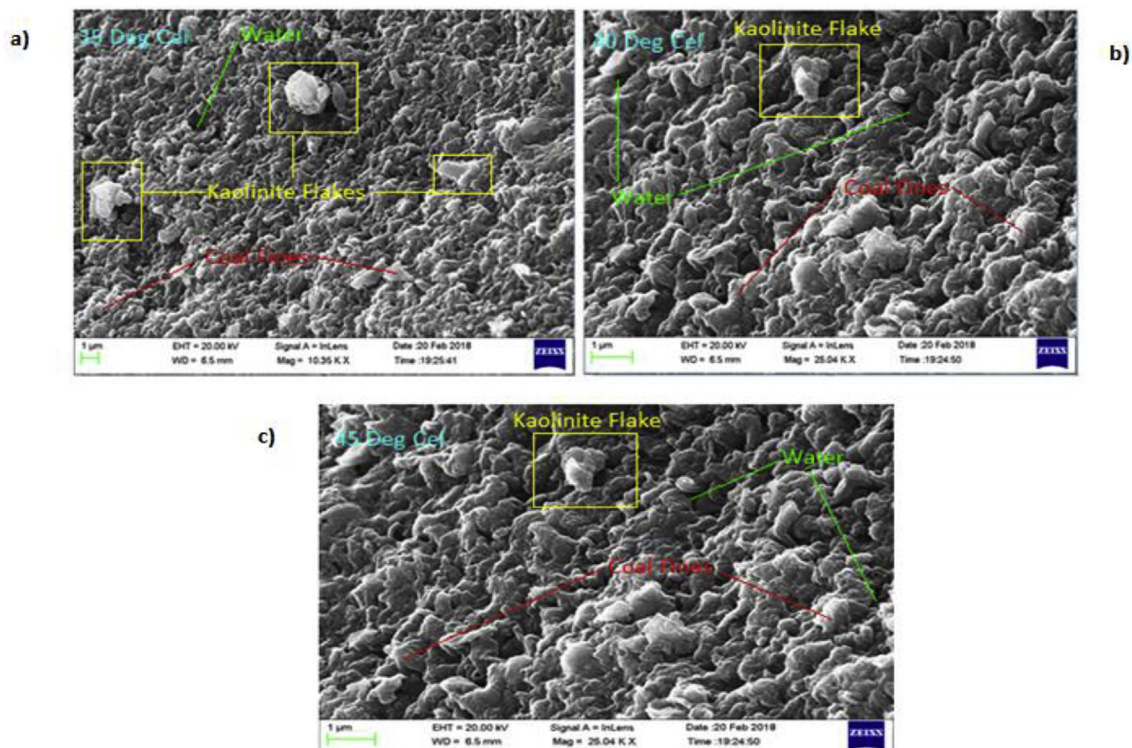 a)
35 Deg Cel
Water
Kaolinite Flakes
Coal Fines
1 µm
EHT = 20.00 kV
Signal A = InLens
Date :20 Feb 2018
WD = 6.5 mm
Mag = 10.35 K X
Time :19:25:41
ZEISS
b)
40 Deg Cel
Kaolinite Flake
Water
Coal Fines
1 µm
EHT = 20.00 kV
Signal A = InLens
Date :20 Feb 2018
WD = 6.5 mm
Mag = 25.04 K X
Time :19:24:50
ZEISS
c)
45 Deg Cel
Kaolinite Flake
Water
Coal Fines
1 µm
EHT = 20.00 kV
Signal A = InLens
Date :20 Feb 2018
WD = 6.5 mm
Mag = 25.04 K X
Time :19:24:50
ZEISS